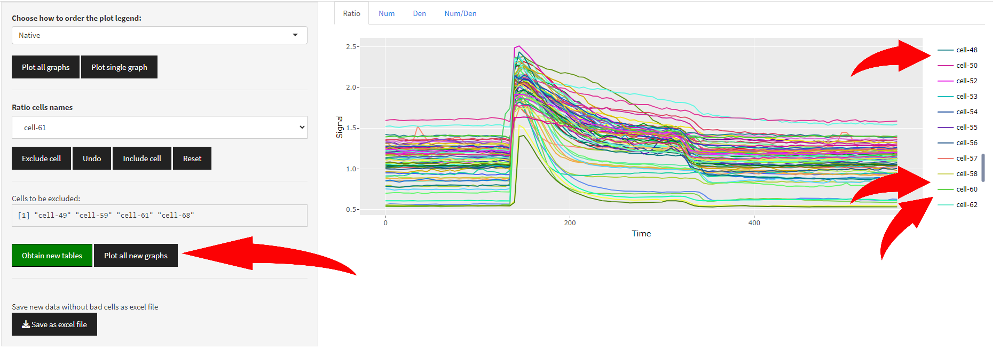 Choose how to order the plot legend:
Native
Plot all graphs
Plot single graph
Ratio cells names
cell-61
Exclude cell
Undo
Include cell
Reset
Cells to be excluded:
[1] "cell-49" "cell-59" "cell-61" "cell-68"
Obtain new tables
Plot all new graphs
Save new data without bad cells as excel file
Save as excel file
Ratio
Num
Den
Num/Den
Signal
2.5
2.0
1.5
1.0
0.5
0
200
400
Time
cell-48
cell-50
cell-52
cell-53
cell-54
cell-55
cell-56
cell-57
cell-58
cell-60
cell-62